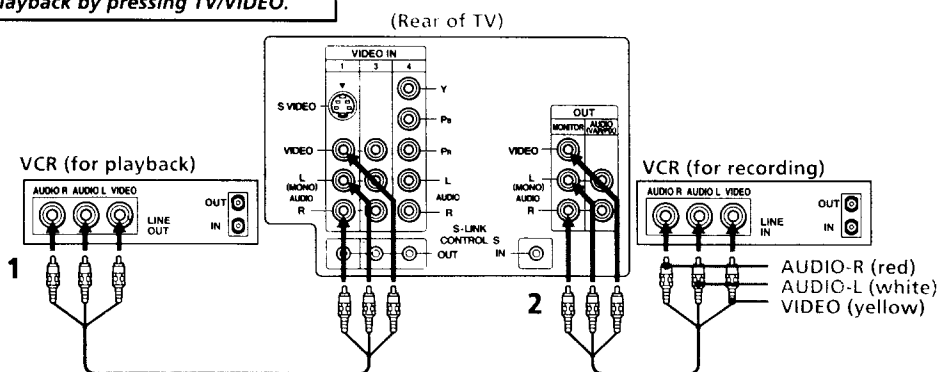 layback by pressing TV/VIDEO.
(Rear of TV)
VIDEO IN
1 3 4
S VIDEO
Y
PB
VIDEO
PR
L
(MONO)
AUDIO
R
L
AUDIO
R
S-LINK
CONTROL S
OUT
IN
OUT
MONITOR
AUDIO
(VAR/FIX)
VIDEO
L
(MONO)
AUDIO
R
VCR (for playback)
AUDIO R AUDIO L VIDEO
LINE
OUT
OUT
IN
1
VCR (for recording)
AUDIO R AUDIO L VIDEO
LINE
IN
OUT
IN
2
AUDIO-R (red)
AUDIO-L (white)
VIDEO (yellow)